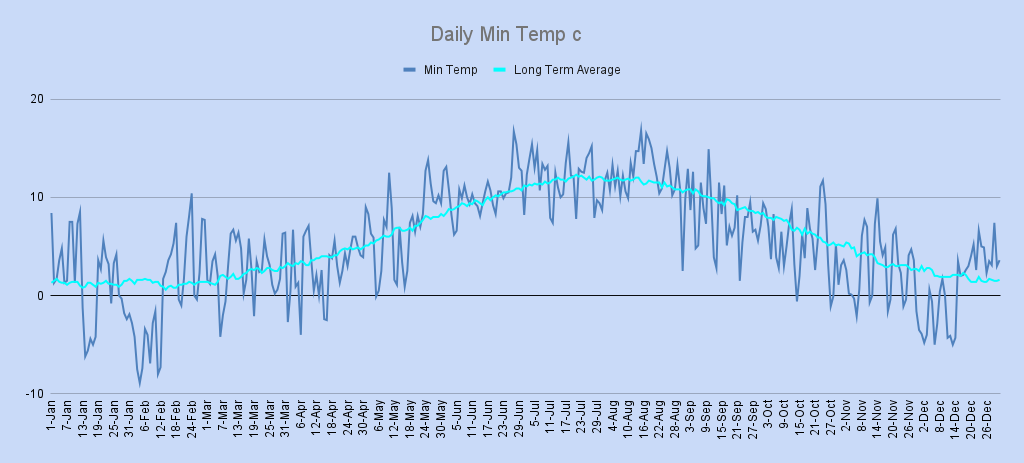 Daily Min Temp c
Min Temp
Long Term Average
20
10
0
-10
1-Jan
7-Jan
13-Jan
19-Jan
25-Jan
31-Jan
6-Feb
12-Feb
18-Feb
24-Feb
1-Mar
7-Mar
13-Mar
19-Mar
25-Mar
31-Mar
6-Apr
12-Apr
18-Apr
24-Apr
30-Apr
6-May
12-May
18-May
24-May
30-May
5-Jun
11-Jun
17-Jun
23-Jun
29-Jun
5-Jul
11-Jul
17-Jul
23-Jul
29-Jul
4-Aug
10-Aug
16-Aug
22-Aug
28-Aug
3-Sep
9-Sep
15-Sep
21-Sep
27-Sep
3-Oct
9-Oct
15-Oct
21-Oct
27-Oct
2-Nov
8-Nov
14-Nov
20-Nov
26-Nov
2-Dec
8-Dec
14-Dec
20-Dec
26-Dec